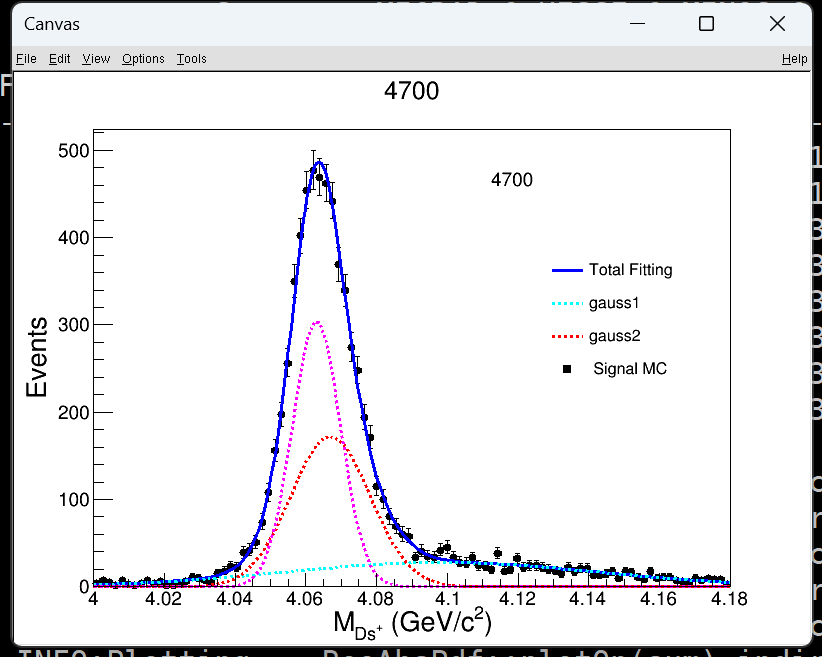 Canvas
File Edit View Options Tools Help
4700
500
400
300
200
100
0
Events
4700
Total Fitting
gauss1
gauss2
Signal MC
4 4.02 4.04 4.06 4.08 4.1 4.12 4.14 4.16 4.18
M_Ds⁺ (GeV/c²)